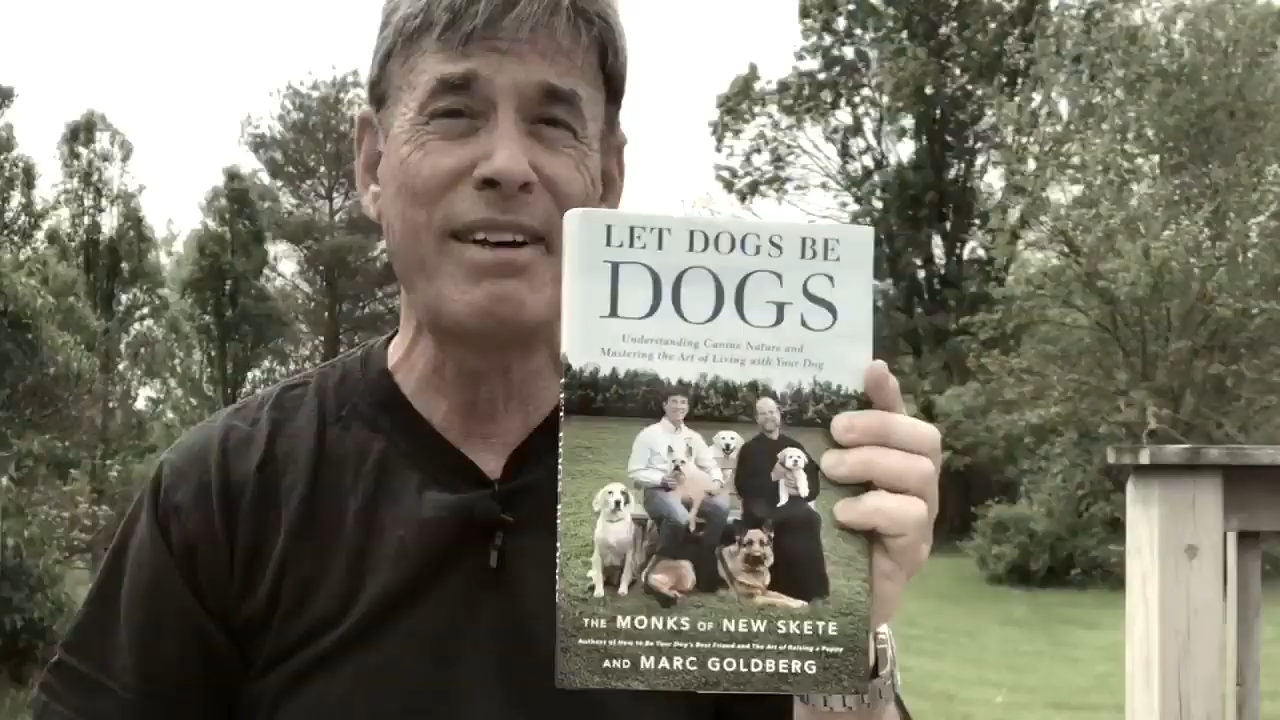 LET DOGS BE
DOGS
Understanding Canine Nature and
Mastering the Art of Living with Your Dog
THE MONKS OF NEW SKETE
Authors of How to Be Your Dog's Best Friend and The Art of Raising a Puppy
AND MARC GOLDBERG